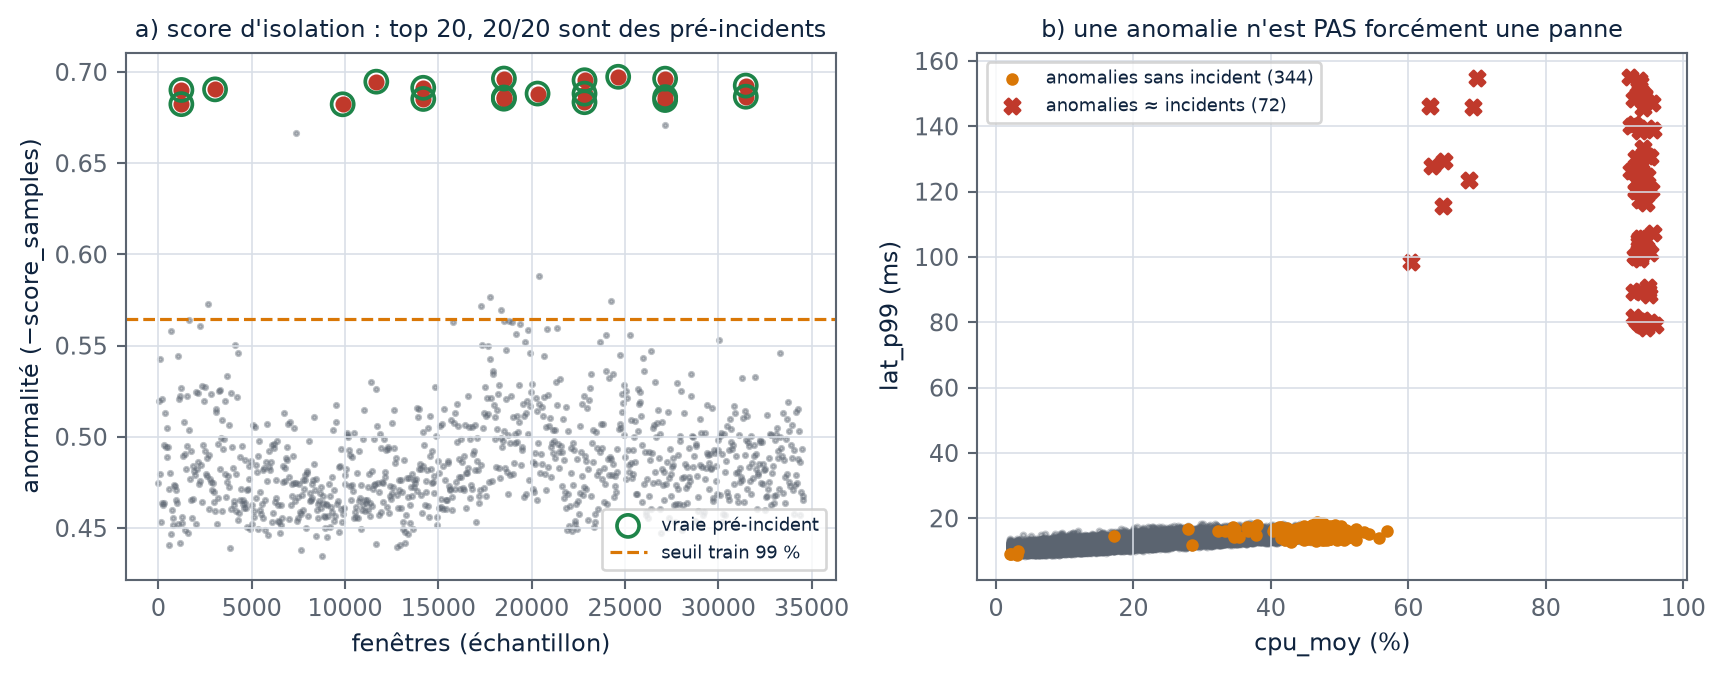 a) score d'isolation : top 20, 20/20 sont des pré-incidents
anormalité (−score_samples)
0.70
0.65
0.60
0.55
0.50
0.45
vraie pré-incident
seuil train 99 %
0 5000 10000 15000 20000 25000 30000 35000
fenêtres (échantillon)
b) une anomalie n'est PAS forcément une panne
lat_p99 (ms)
160
140
120
100
80
60
40
20
anomalies sans incident (344)
anomalies ≈ incidents (72)
0 20 40 60 80 100
cpu_moy (%)